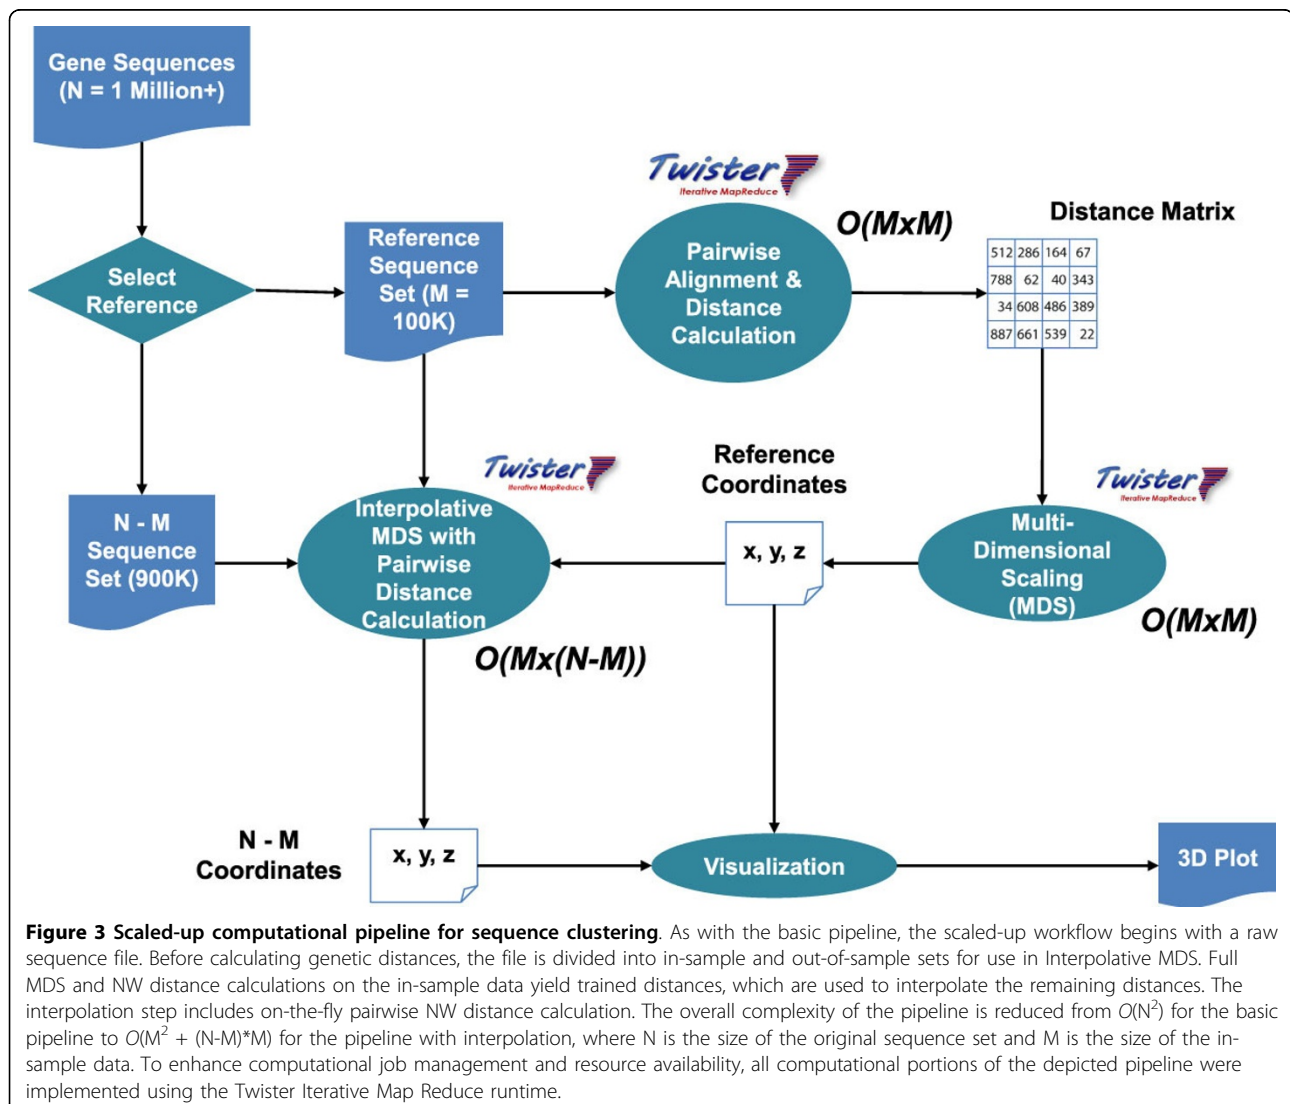 Gene Sequences
(N = 1 Million+)
Twister
Iterative MapReduce
O(MxM)
Distance Matrix
Select
Reference
Reference
Sequence
Set (M =
100K)
Pairwise
Alignment &
Distance
Calculation
512 286 164 67
788 62 40 343
34 608 486 389
887 661 539 22
Twister
Iterative MapReduce
Reference
Coordinates
Twister
Iterative MapReduce
N - M
Sequence
Set (900K)
Interpolative
MDS with
Pairwise
Distance
Calculation
x, y, z
Multi-
Dimensional
Scaling
(MDS)
O(MxM)
O(Mx(N-M))
N - M
Coordinates
x, y, z
Visualization
3D Plot
Figure 3 Scaled-up computational pipeline for sequence clustering. As with the basic pipeline, the scaled-up workflow begins with a raw
sequence file. Before calculating genetic distances, the file is divided into in-sample and out-of-sample sets for use in Interpolative MDS. Full
MDS and NW distance calculations on the in-sample data yield trained distances, which are used to interpolate the remaining distances. The
interpolation step includes on-the-fly pairwise NW distance calculation. The overall complexity of the pipeline is reduced from O(N²) for the basic
pipeline to O(M² + (N-M)*M) for the pipeline with interpolation, where N is the size of the original sequence set and M is the size of the in-
sample data. To enhance computational job management and resource availability, all computational portions of the depicted pipeline were
implemented using the Twister Iterative Map Reduce runtime.